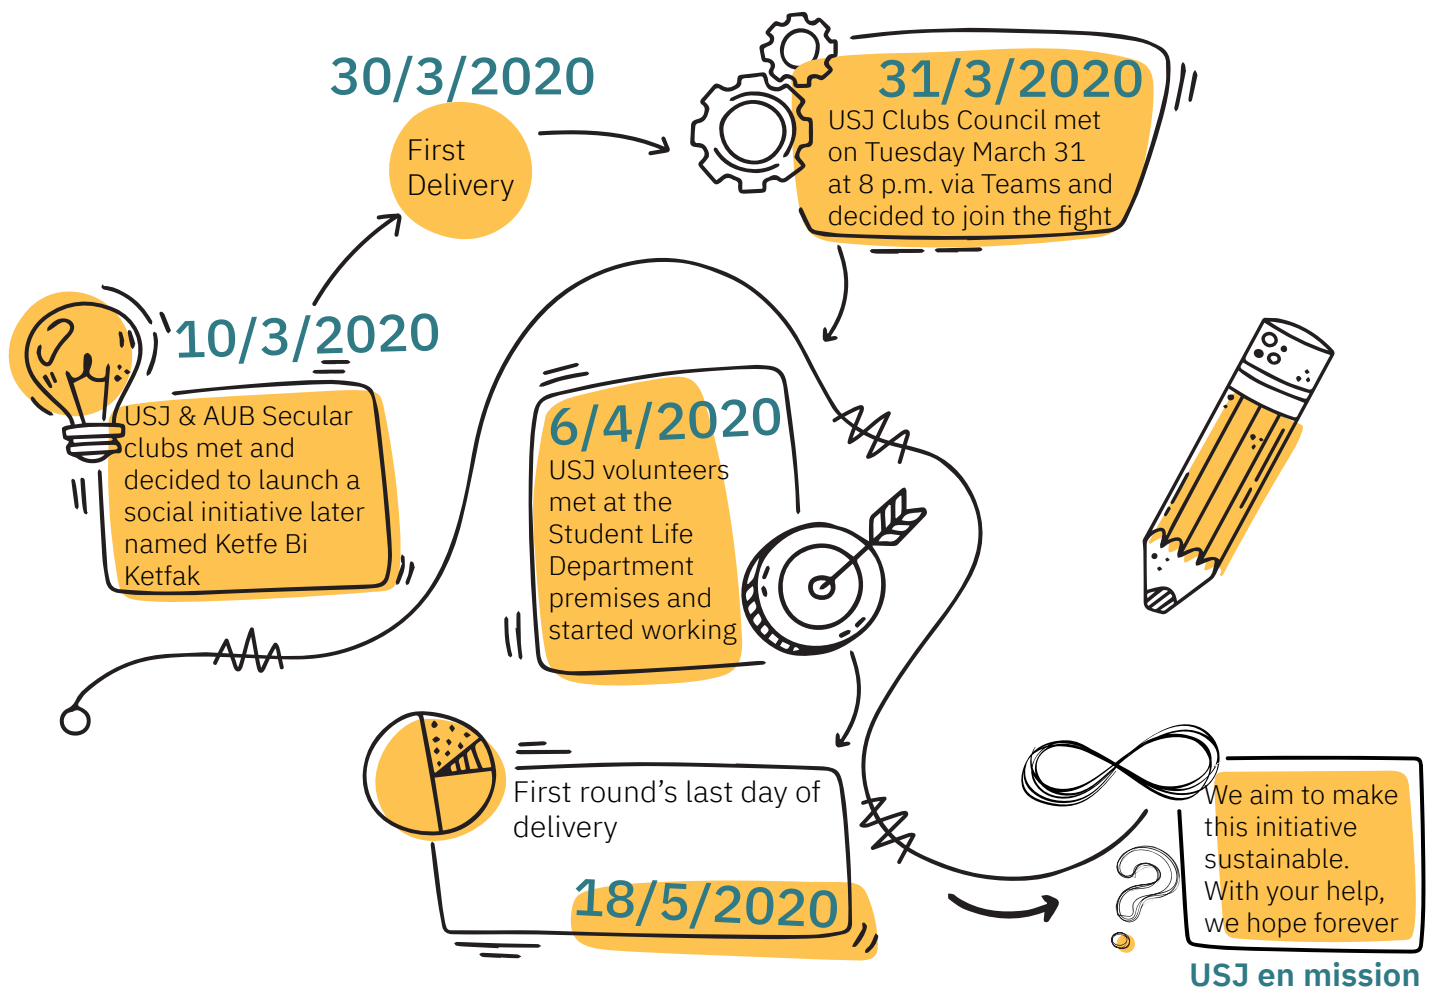 10/3/2020
USJ & AUB Secular
clubs met and
decided to launch a
social initiative later
named Ketfe Bi
Ketfak
30/3/2020
First
Delivery
31/3/2020
USJ Clubs Council met
on Tuesday March 31
at 8 p.m. via Teams and
decided to join the fight
6/4/2020
USJ volunteers
met at the
Student Life
Department
premises and
started working
First round’s last day of
delivery
18/5/2020
We aim to make
this initiative
sustainable.
With your help,
we hope forever
USJ en mission